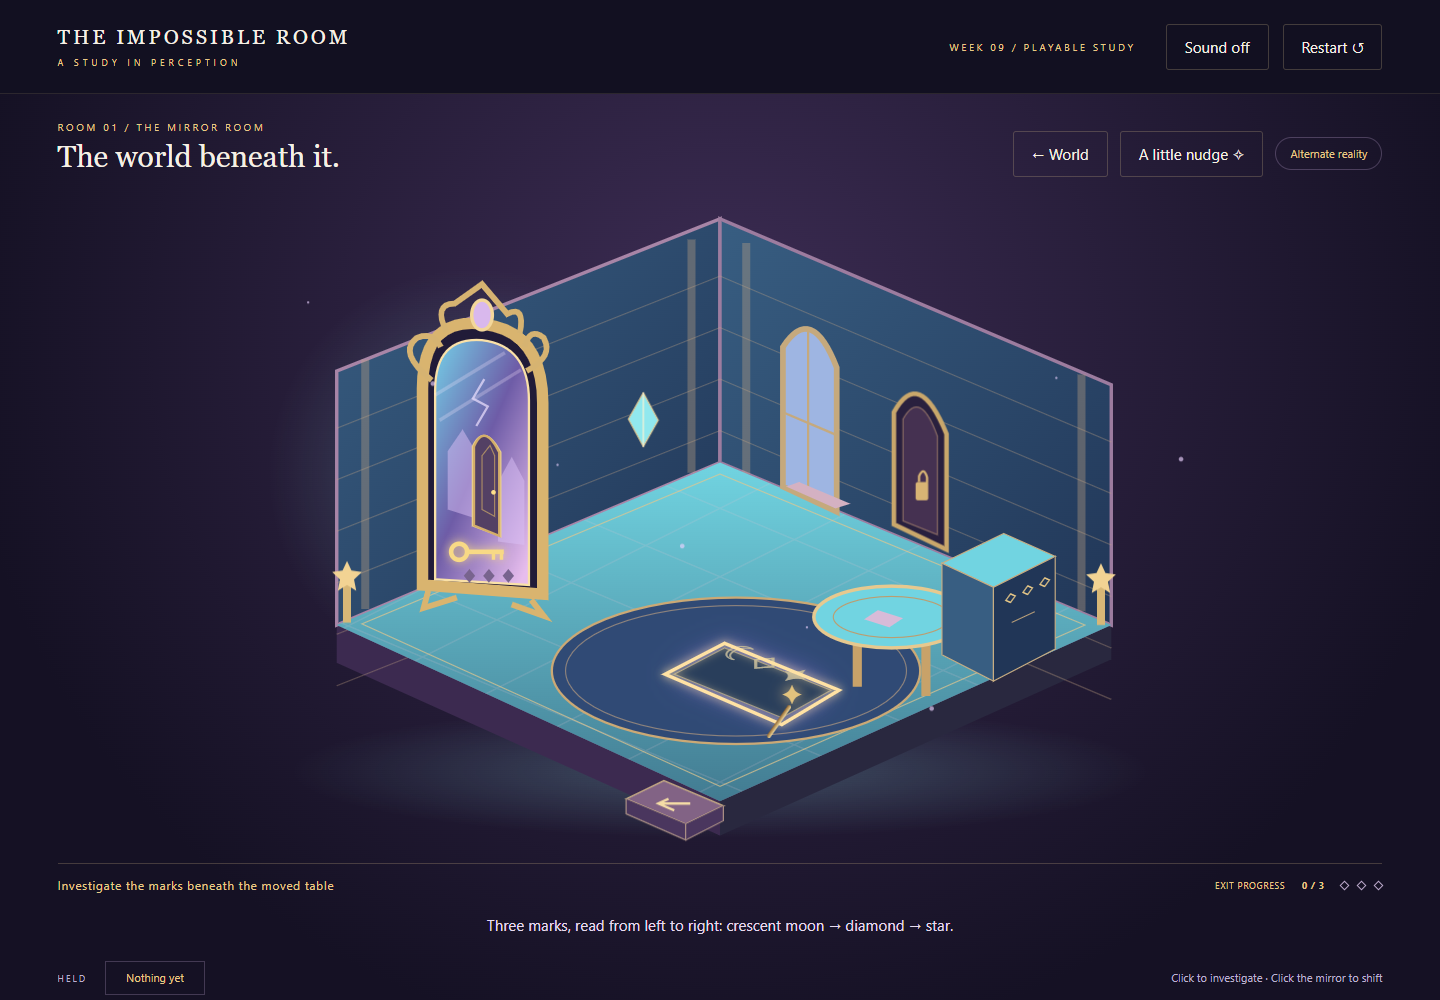 THE IMPOSSIBLE ROOM
A STUDY IN PERCEPTION
WEEK 09 / PLAYABLE STUDY
Sound off
Restart ↺
ROOM 01 / THE MIRROR ROOM
The world beneath it.
← World
A little nudge ✧
Alternate reality
Investigate the marks beneath the moved table
EXIT PROGRESS 0 / 3 ◇ ◇ ◇
Three marks, read from left to right: crescent moon → diamond → star.
HELD
Nothing yet
Click to investigate · Click the mirror to shift